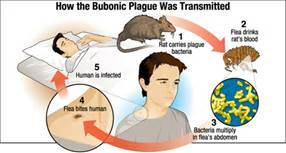 How the Bubonic Plague Was Transmitted
1
Rat carries plague
bacteria
2
Flea drinks
rat's blood
3
Bacteria multiply
in flea's abdomen
4
Flea bites human
5
Human is infected